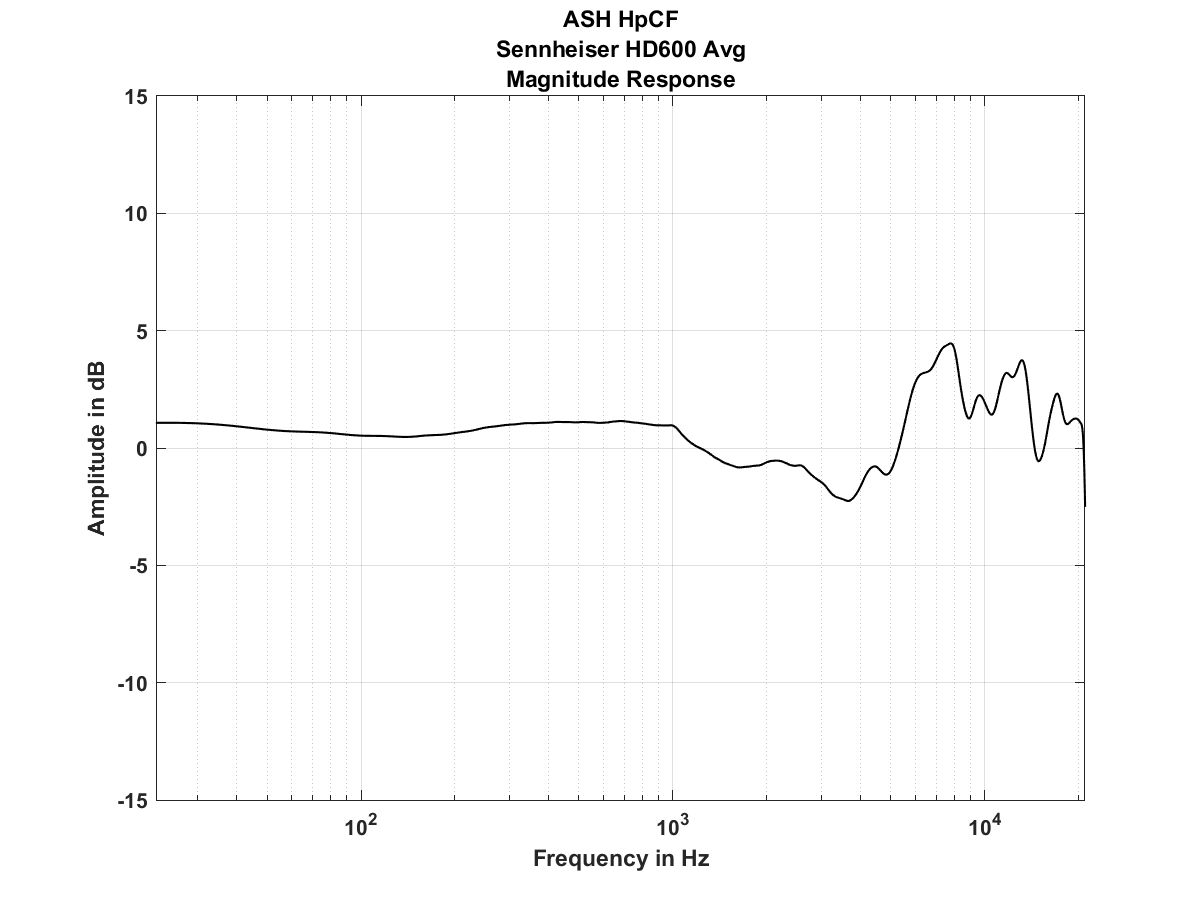 ASH HpCF
Sennheiser HD600 Avg
Magnitude Response
15
10
5
0
-5
-10
-15
Amplitude in dB
10²
10³
10⁴
Frequency in Hz